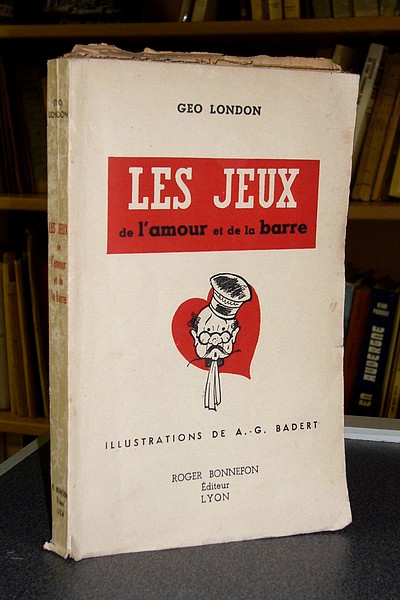 GEO LONDON
LES JEUX
de l'amour et de la barre
ILLUSTRATIONS DE A.-G. BADERT
ROGER BONNEFON
Éditeur
LYON
GEO
LONDON
LES JEUX
de
l'amour
et de
la barre
EN AUVERGNE